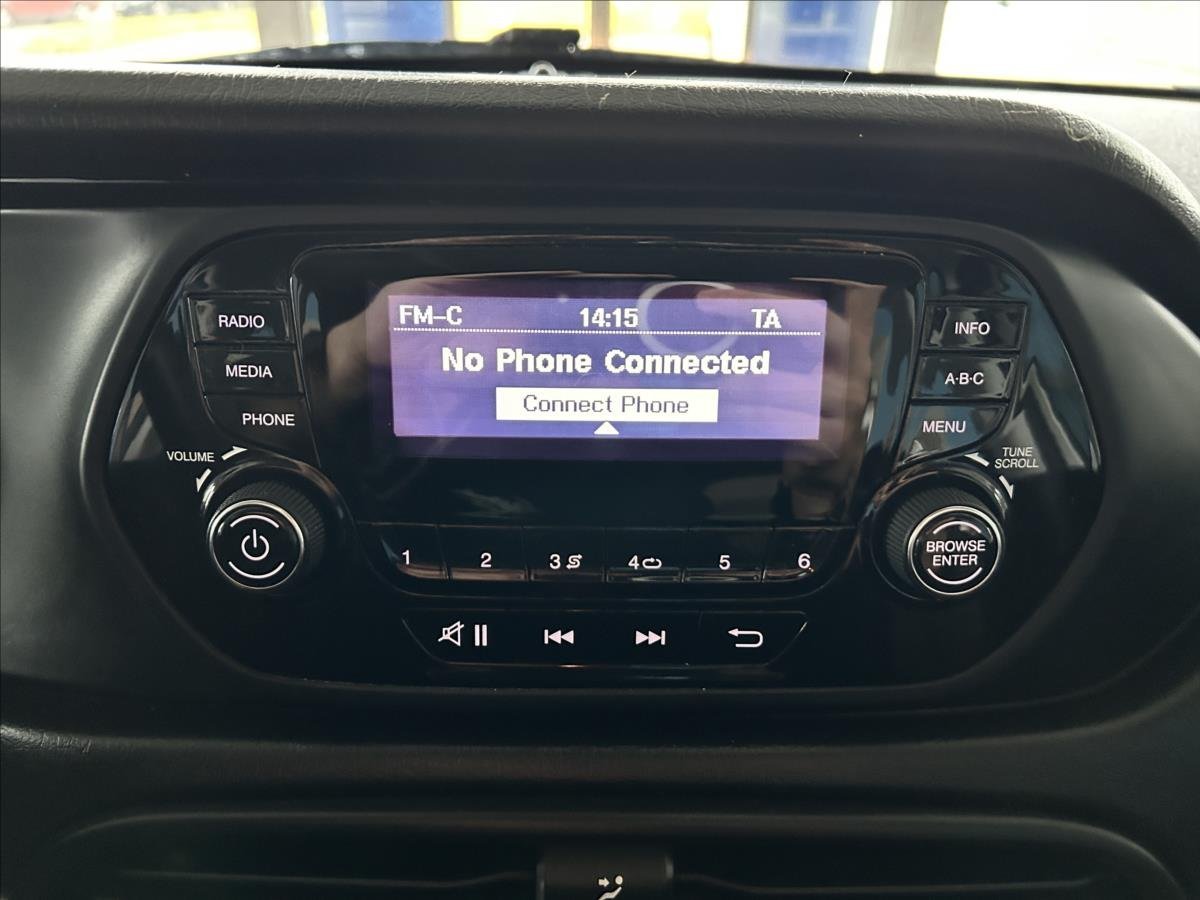 FM-C 14:15 TA
No Phone Connected
Connect Phone
RADIO
MEDIA
PHONE
VOLUME
INFO
A·B·C
MENU
TUNE
SCROLL
BROWSE
ENTER
1 2 3 4 5 6